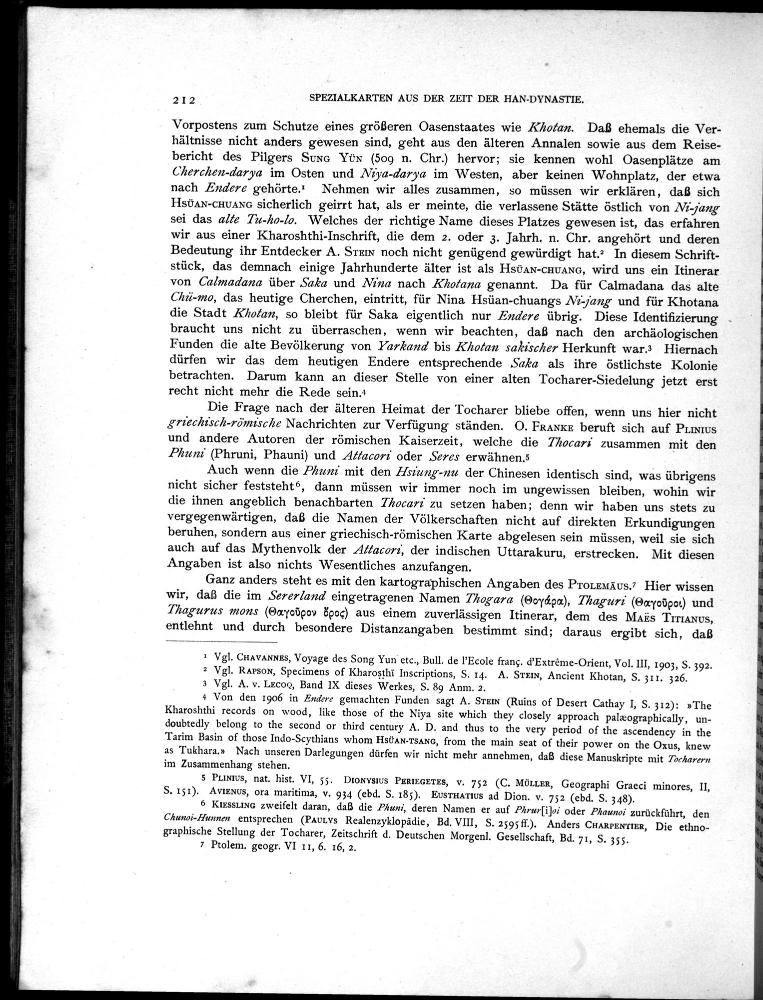 212
SPEZIALKARTEN AUS DER ZEIT DER HAN-DYNASTIE.
Vorpostens zum Schutze eines größeren Oasenstaates wie Khotan. Daß ehemals die Ver-
hältnisse nicht anders gewesen sind, geht aus den älteren Annalen sowie aus dem Reise-
bericht des Pilgers SUNG YÜN (509 n. Chr.) hervor; sie kennen wohl Oasenplätze am
Cherchen-darya im Osten und Niya-darya im Westen, aber keinen Wohnplatz, der etwa
nach Endere gehörte.¹ Nehmen wir alles zusammen, so müssen wir erklären, daß sich
HSÜAN-CHUANG sicherlich geirrt hat, als er meinte, die verlassene Stätte östlich von Ni-jang
sei das alte Tu-ho-lo. Welches der richtige Name dieses Platzes gewesen ist, das erfahren
wir aus einer Kharoshthi-Inschrift, die dem 2. oder 3. Jahrh. n. Chr. angehört und deren
Bedeutung ihr Entdecker A. STEIN noch nicht genügend gewürdigt hat.² In diesem Schrift-
stück, das demnach einige Jahrhunderte älter ist als HSÜAN-CHUANG, wird uns ein Itinerar
von Calmadana über Saka und Nina nach Khotana genannt. Da für Calmadana das alte
Chü-mo, das heutige Cherchen, eintritt, für Nina Hsüan-chuangs Ni-jang und für Khotana
die Stadt Khotan, so bleibt für Saka eigentlich nur Endere übrig. Diese Identifizierung
braucht uns nicht zu überraschen, wenn wir beachten, daß nach den archäologischen
Funden die alte Bevölkerung von Yarkand bis Khotan sakischer Herkunft war.³ Hiernach
dürfen wir das dem heutigen Endere entsprechende Saka als ihre östlichste Kolonie
betrachten. Darum kann an dieser Stelle von einer alten Tocharer-Siedelung jetzt erst
recht nicht mehr die Rede sein.⁴
Die Frage nach der älteren Heimat der Tocharer bliebe offen, wenn uns hier nicht
griechisch-römische Nachrichten zur Verfügung ständen. O. FRANKE beruft sich auf PLINIUS
und andere Autoren der römischen Kaiserzeit, welche die Thocari zusammen mit den
Phuni (Phruni, Phauni) und Attacori oder Seres erwähnen.⁵
Auch wenn die Phuni mit den Hsiung-nu der Chinesen identisch sind, was übrigens
nicht sicher feststeht⁶, dann müssen wir immer noch im ungewissen bleiben, wohin wir
die ihnen angeblich benachbarten Thocari zu setzen haben; denn wir haben uns stets zu
vergegenwärtigen, daß die Namen der Völkerschaften nicht auf direkten Erkundigungen
beruhen, sondern aus einer griechisch-römischen Karte abgelesen sein müssen, weil sie sich
auch auf das Mythenvolk der Attacori, der indischen Uttarakuru, erstrecken. Mit diesen
Angaben ist also nichts Wesentliches anzufangen.
Ganz anders steht es mit den kartographischen Angaben des PTOLEMÄUS.⁷ Hier wissen
wir, daß die im Sererland eingetragenen Namen Thogara (Θογάρα), Thaguri (Θαγοῦροι) und
Thagurus mons (Θαγοῦρον ὄρος) aus einem zuverlässigen Itinerar, dem des MAËS TITIANUS,
entlehnt und durch besondere Distanzangaben bestimmt sind; daraus ergibt sich, daß
¹ Vgl. CHAVANNES, Voyage des Song Yun etc., Bull. de l'Ecole franç. d'Extrême-Orient, Vol. III, 1903, S. 392.
² Vgl. RAPSON, Specimens of Kharoṣṭhī Inscriptions, S. 14. A. STEIN, Ancient Khotan, S. 311. 326.
³ Vgl. A. v. LECOQ, Band IX dieses Werkes, S. 89 Anm. 2.
⁴ Von den 1906 in Endere gemachten Funden sagt A. STEIN (Ruins of Desert Cathay I, S. 312): »The
Kharoshthi records on wood, like those of the Niya site which they closely approach palæographically, un-
doubtedly belong to the second or third century A. D. and thus to the very period of the ascendency in the
Tarim Basin of those Indo-Scythians whom HSÜAN-TSANG, from the main seat of their power on the Oxus, knew
as Tukhara.» Nach unseren Darlegungen dürfen wir nicht mehr annehmen, daß diese Manuskripte mit Tocharern
im Zusammenhang stehen.
⁵ PLINIUS, nat. hist. VI, 55. DIONYSIUS PERIEGETES, v. 752 (C. MÜLLER, Geographi Graeci minores, II,
S. 151). AVIENUS, ora maritima, v. 934 (ebd. S. 185). EUSTHATIUS ad Dion. v. 752 (ebd. S. 348).
⁶ KIESSLING zweifelt daran, daß die Phuni, deren Namen er auf Phrur[i]oi oder Phaunoi zurückführt, den
Chunoi-Hunnen entsprechen (PAULYS Realenzyklopädie, Bd. VIII, S. 2595 ff.). Anders CHARPENTIER, Die ethno-
graphische Stellung der Tocharer, Zeitschrift d. Deutschen Morgenl. Gesellschaft, Bd. 71, S. 355.
⁷ Ptolem. geogr. VI 11, 6. 16, 2.